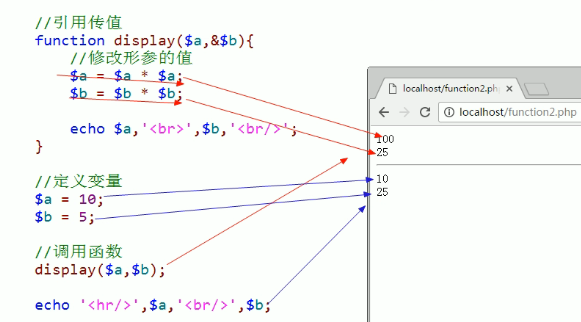 //引用传值
function display($a,&$b){
//修改形参的值
$a = $a * $a;
$b = $b * $b;
echo $a,'<br>',$b,'<br/>';
}
//定义变量
$a = 10;
$b = 5;
//调用函数
display($a,$b);
echo '<hr/>',$a,'<br/>',$b;
localhost/function2.php
localhost/function2.php
100
25
10
25